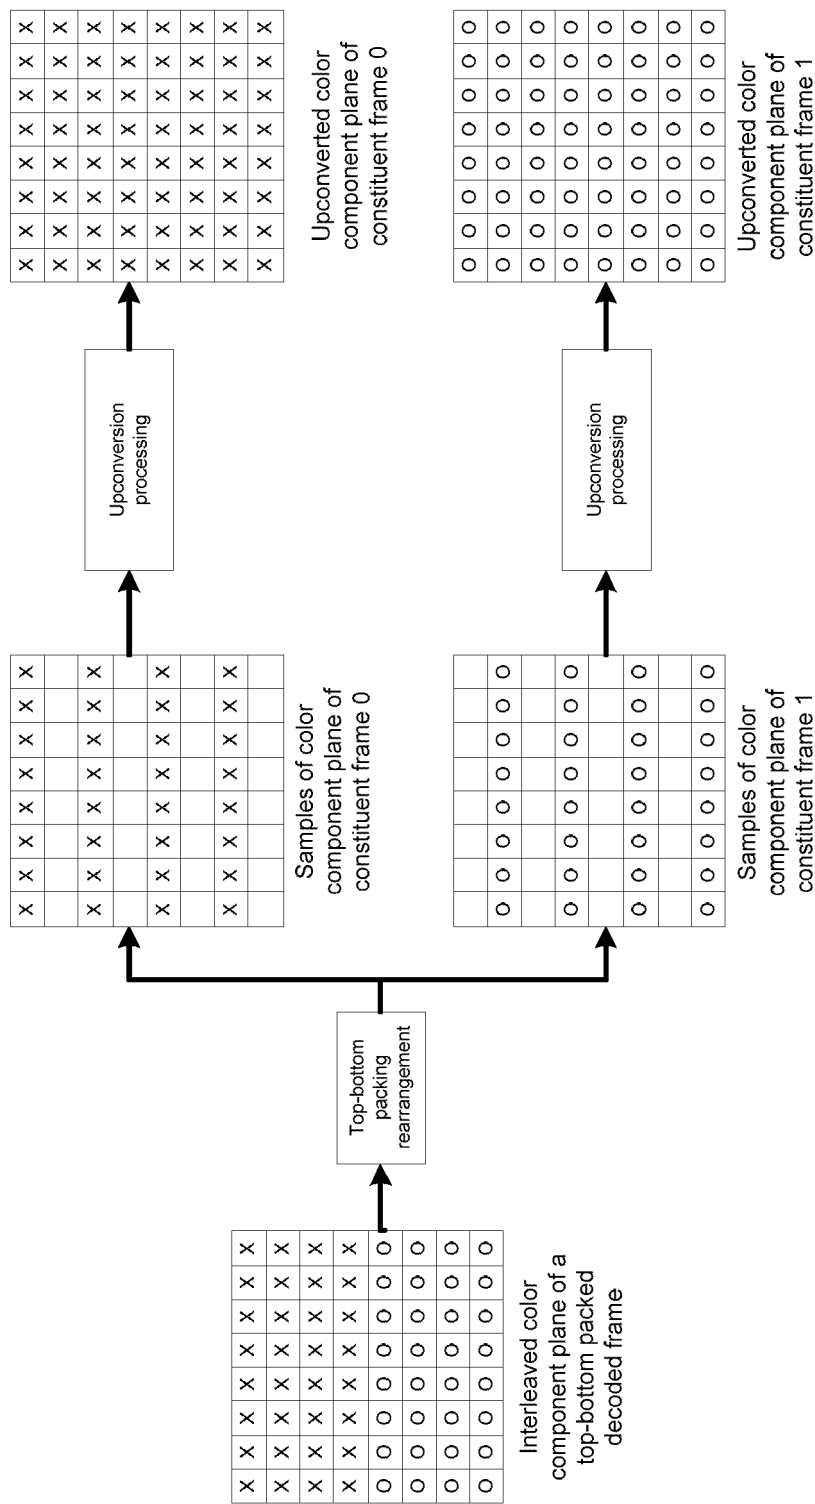 Upconversion
processing
Samples of color
component plane of
constituent frame 0
Upconverted color
component plane of
constituent frame 0
Top-bottom
packing
rearrangement
Interleaved color
component plane of a
top-bottom packed
decoded frame
Upconversion
processing
Samples of color
component plane of
constituent frame 1
Upconverted color
component plane of
constituent frame 1